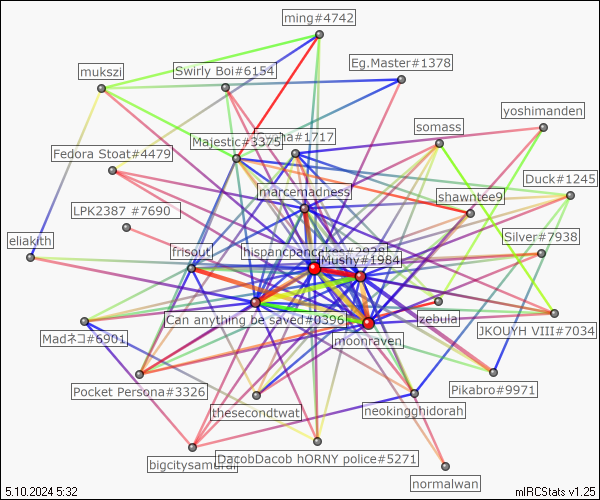 ming#4742
Eg.Master#1378
mukszi
Swirly Boi#6154
yoshimanden
somass
Majestic#3375
#1717
Fedora Stoat#4479
Duck#1245
marcemadness
shawntee9
LPK2387 #7690
eliakith
frisout
Silver#7938
Mushy#1984
Can anything be saved#0396
zebula
JKOUYH VIII#7034
Madネコ#6901
moonraven
Pocket Persona#3326
Pikabro#9971
thesecondtwat
neokingghidorah
bigcitysamurai
DacobDacob hORNY police#5271
normalwan
5.10.2024 5:32
mIRCStats v1.25